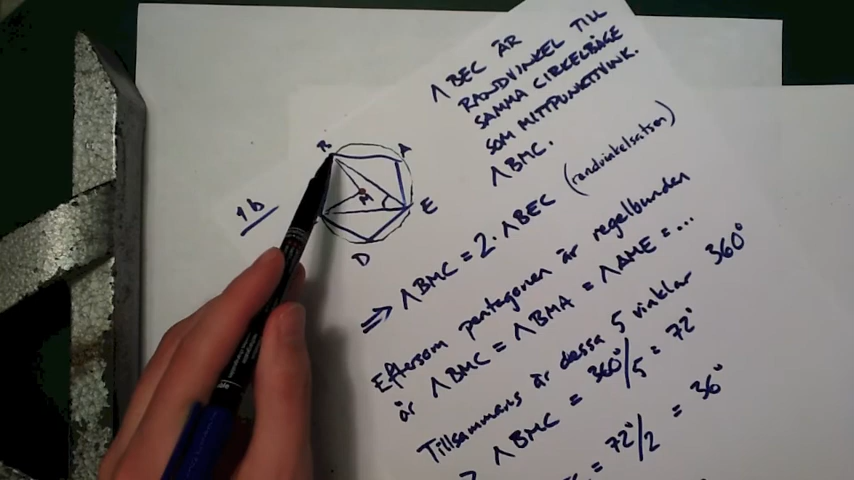 Λ BEC ÄR
RANDVINKEL TILL
SAMMA CIRKELBÅGE
SOM MITTPUNKTSVINK.
Λ BMC.
9b
B
A
M
E
D
=> Λ BMC = 2· Λ BEC (randvinkelsatsen)
Eftersom pentagonen är regelbunden
är Λ BMC = Λ BMA = Λ AME = ...
Tillsammans är dessa 5 vinklar 360°
Λ BMC = 360°/5 = 72°
= 72°/2 = 36°